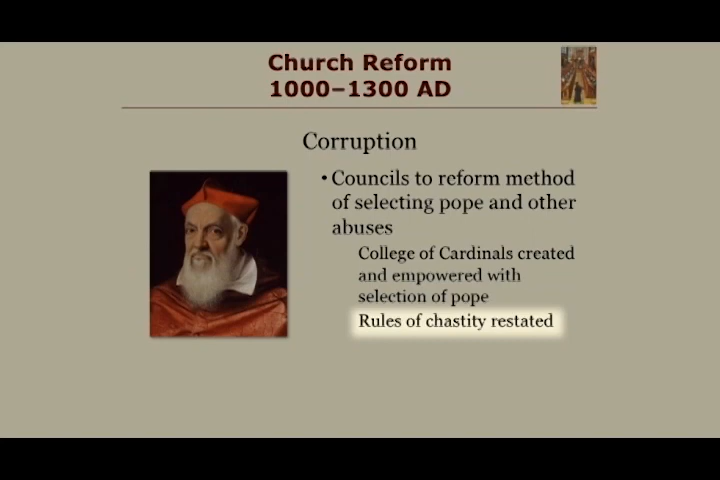 Church Reform
1000–1300 AD
Corruption
• Councils to reform method
of selecting pope and other
abuses
College of Cardinals created
and empowered with
selection of pope
Rules of chastity restated